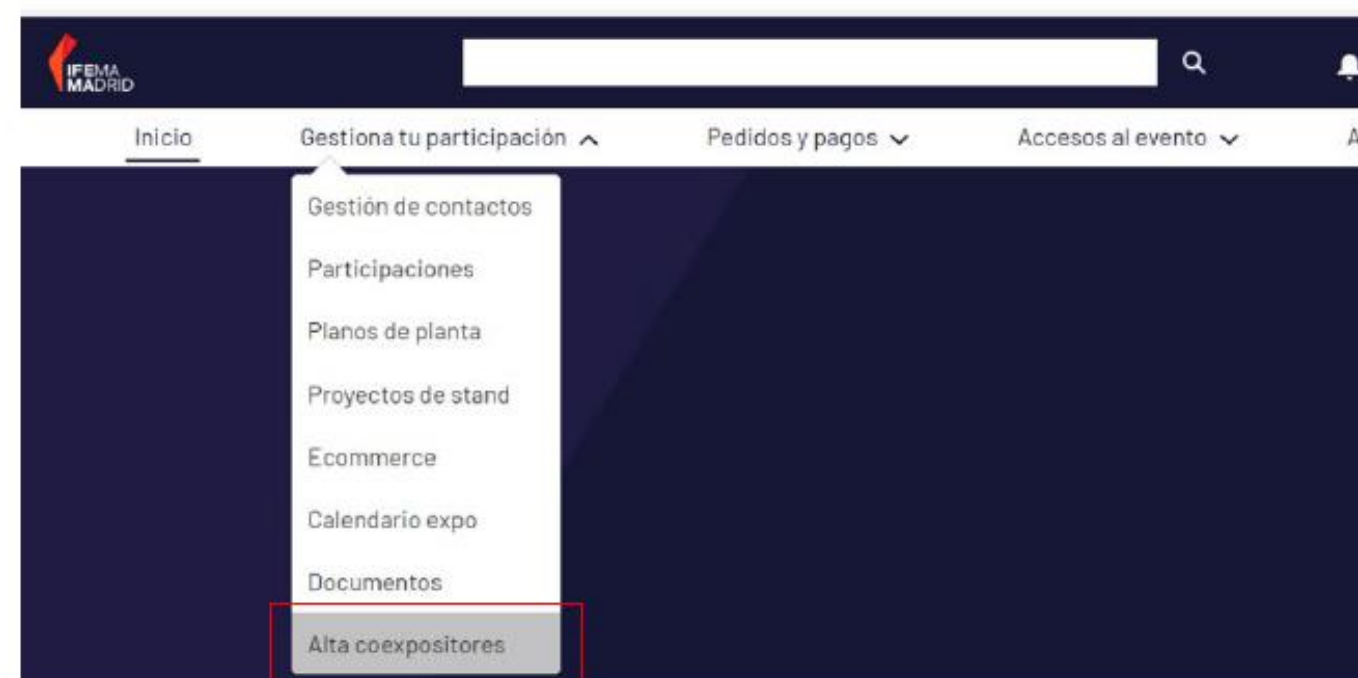 IFEMA
MADRID
Inicio Gestiona tu participación Pedidos y pagos Accesos al evento A
Gestión de contactos
Participaciones
Planos de planta
Proyectos de stand
Ecommerce
Calendario expo
Documentos
Alta coexpositores